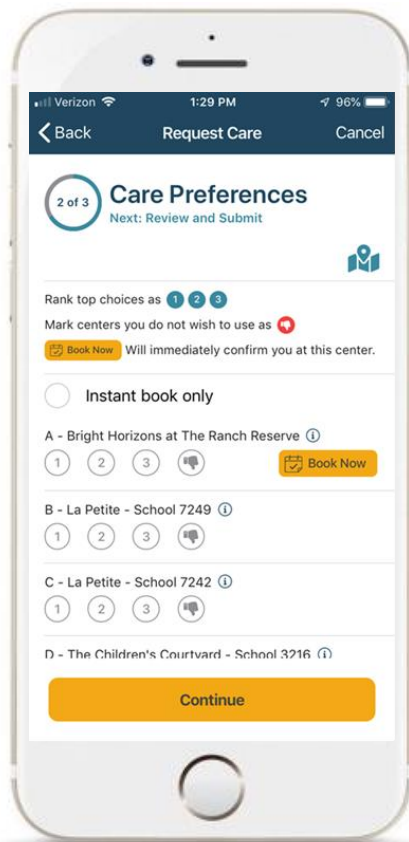 Verizon 1:29 PM 96%
Back Request Care Cancel
2 of 3 Care Preferences
Next: Review and Submit
Rank top choices as 1 2 3
Mark centers you do not wish to use as
Book Now Will immediately confirm you at this center.
Instant book only
A - Bright Horizons at The Ranch Reserve
1 2 3 Book Now
B - La Petite - School 7249
1 2 3
C - La Petite - School 7242
1 2 3
D - The Children's Courtyard - School 3216
Continue